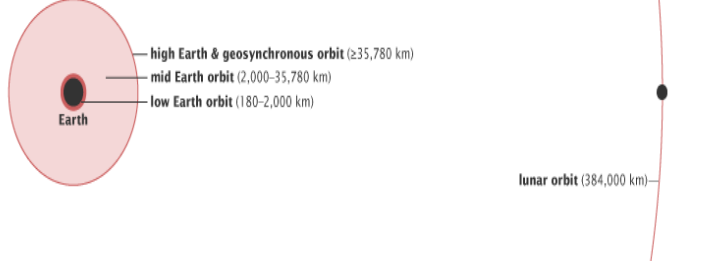 high Earth & geosynchronous orbit (≥35,780 km)
mid Earth orbit (2,000–35,780 km)
low Earth orbit (180–2,000 km)
Earth
lunar orbit (384,000 km)